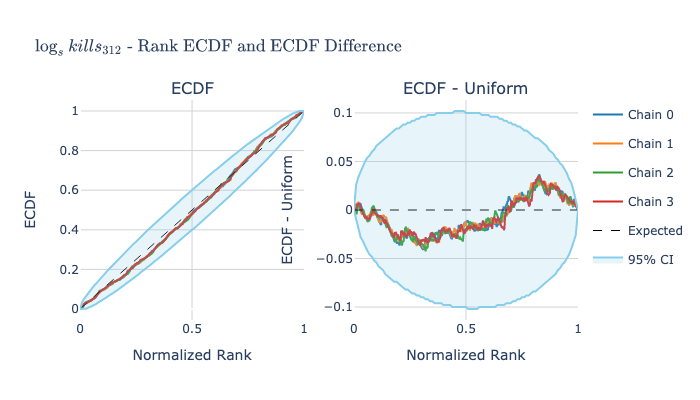 log_s kills_312 - Rank ECDF and ECDF Difference
ECDF
ECDF - Uniform
ECDF
1
0.8
0.6
0.4
0.2
0
0
0.5
1
Normalized Rank
ECDF - Uniform
0.1
0.05
0
−0.05
−0.1
0
0.5
1
Normalized Rank
Chain 0
Chain 1
Chain 2
Chain 3
Expected
95% CI